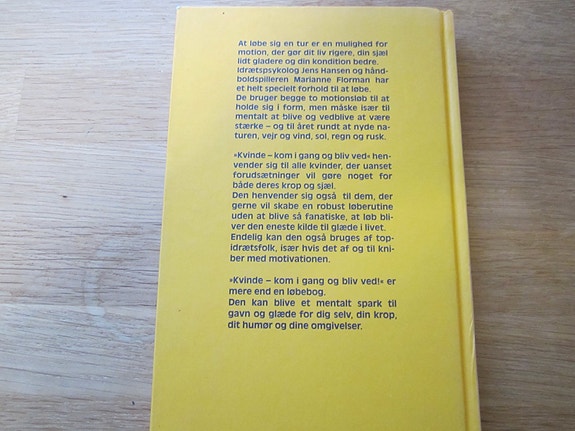 At løbe sig en tur er en mulighed for
motion, der gør dit liv rigere, din sjæl
lidt gladere og din kondition bedre.
Idrætspsykolog Jens Hansen og hånd-
boldspilleren Marianne Florman har
et helt specielt forhold til at løbe.
De bruger begge to motionsløb til at
holde sig i form, men måske især til
mentalt at blive og vedblive at være
stærke – og til året rundt at nyde na-
turen, vejr og vind, sol, regn og rusk.
»Kvinde – kom i gang og bliv ved« hen-
vender sig til alle kvinder, der uanset
forudsætninger vil gøre noget for
både deres krop og sjæl.
Den henvender sig også til dem, der
gerne vil skabe en robust løberutine
uden at blive så fanatiske, at løb bli-
ver den eneste kilde til glæde i livet.
Endelig kan den også bruges af top-
idrætsfolk, især hvis det af og til kni-
ber med motivationen.
»Kvinde – kom i gang og bliv ved!« er
mere end en løbebog.
Den kan blive et mentalt spark til
gavn og glæde for dig selv, din krop,
dit humør og dine omgivelser.